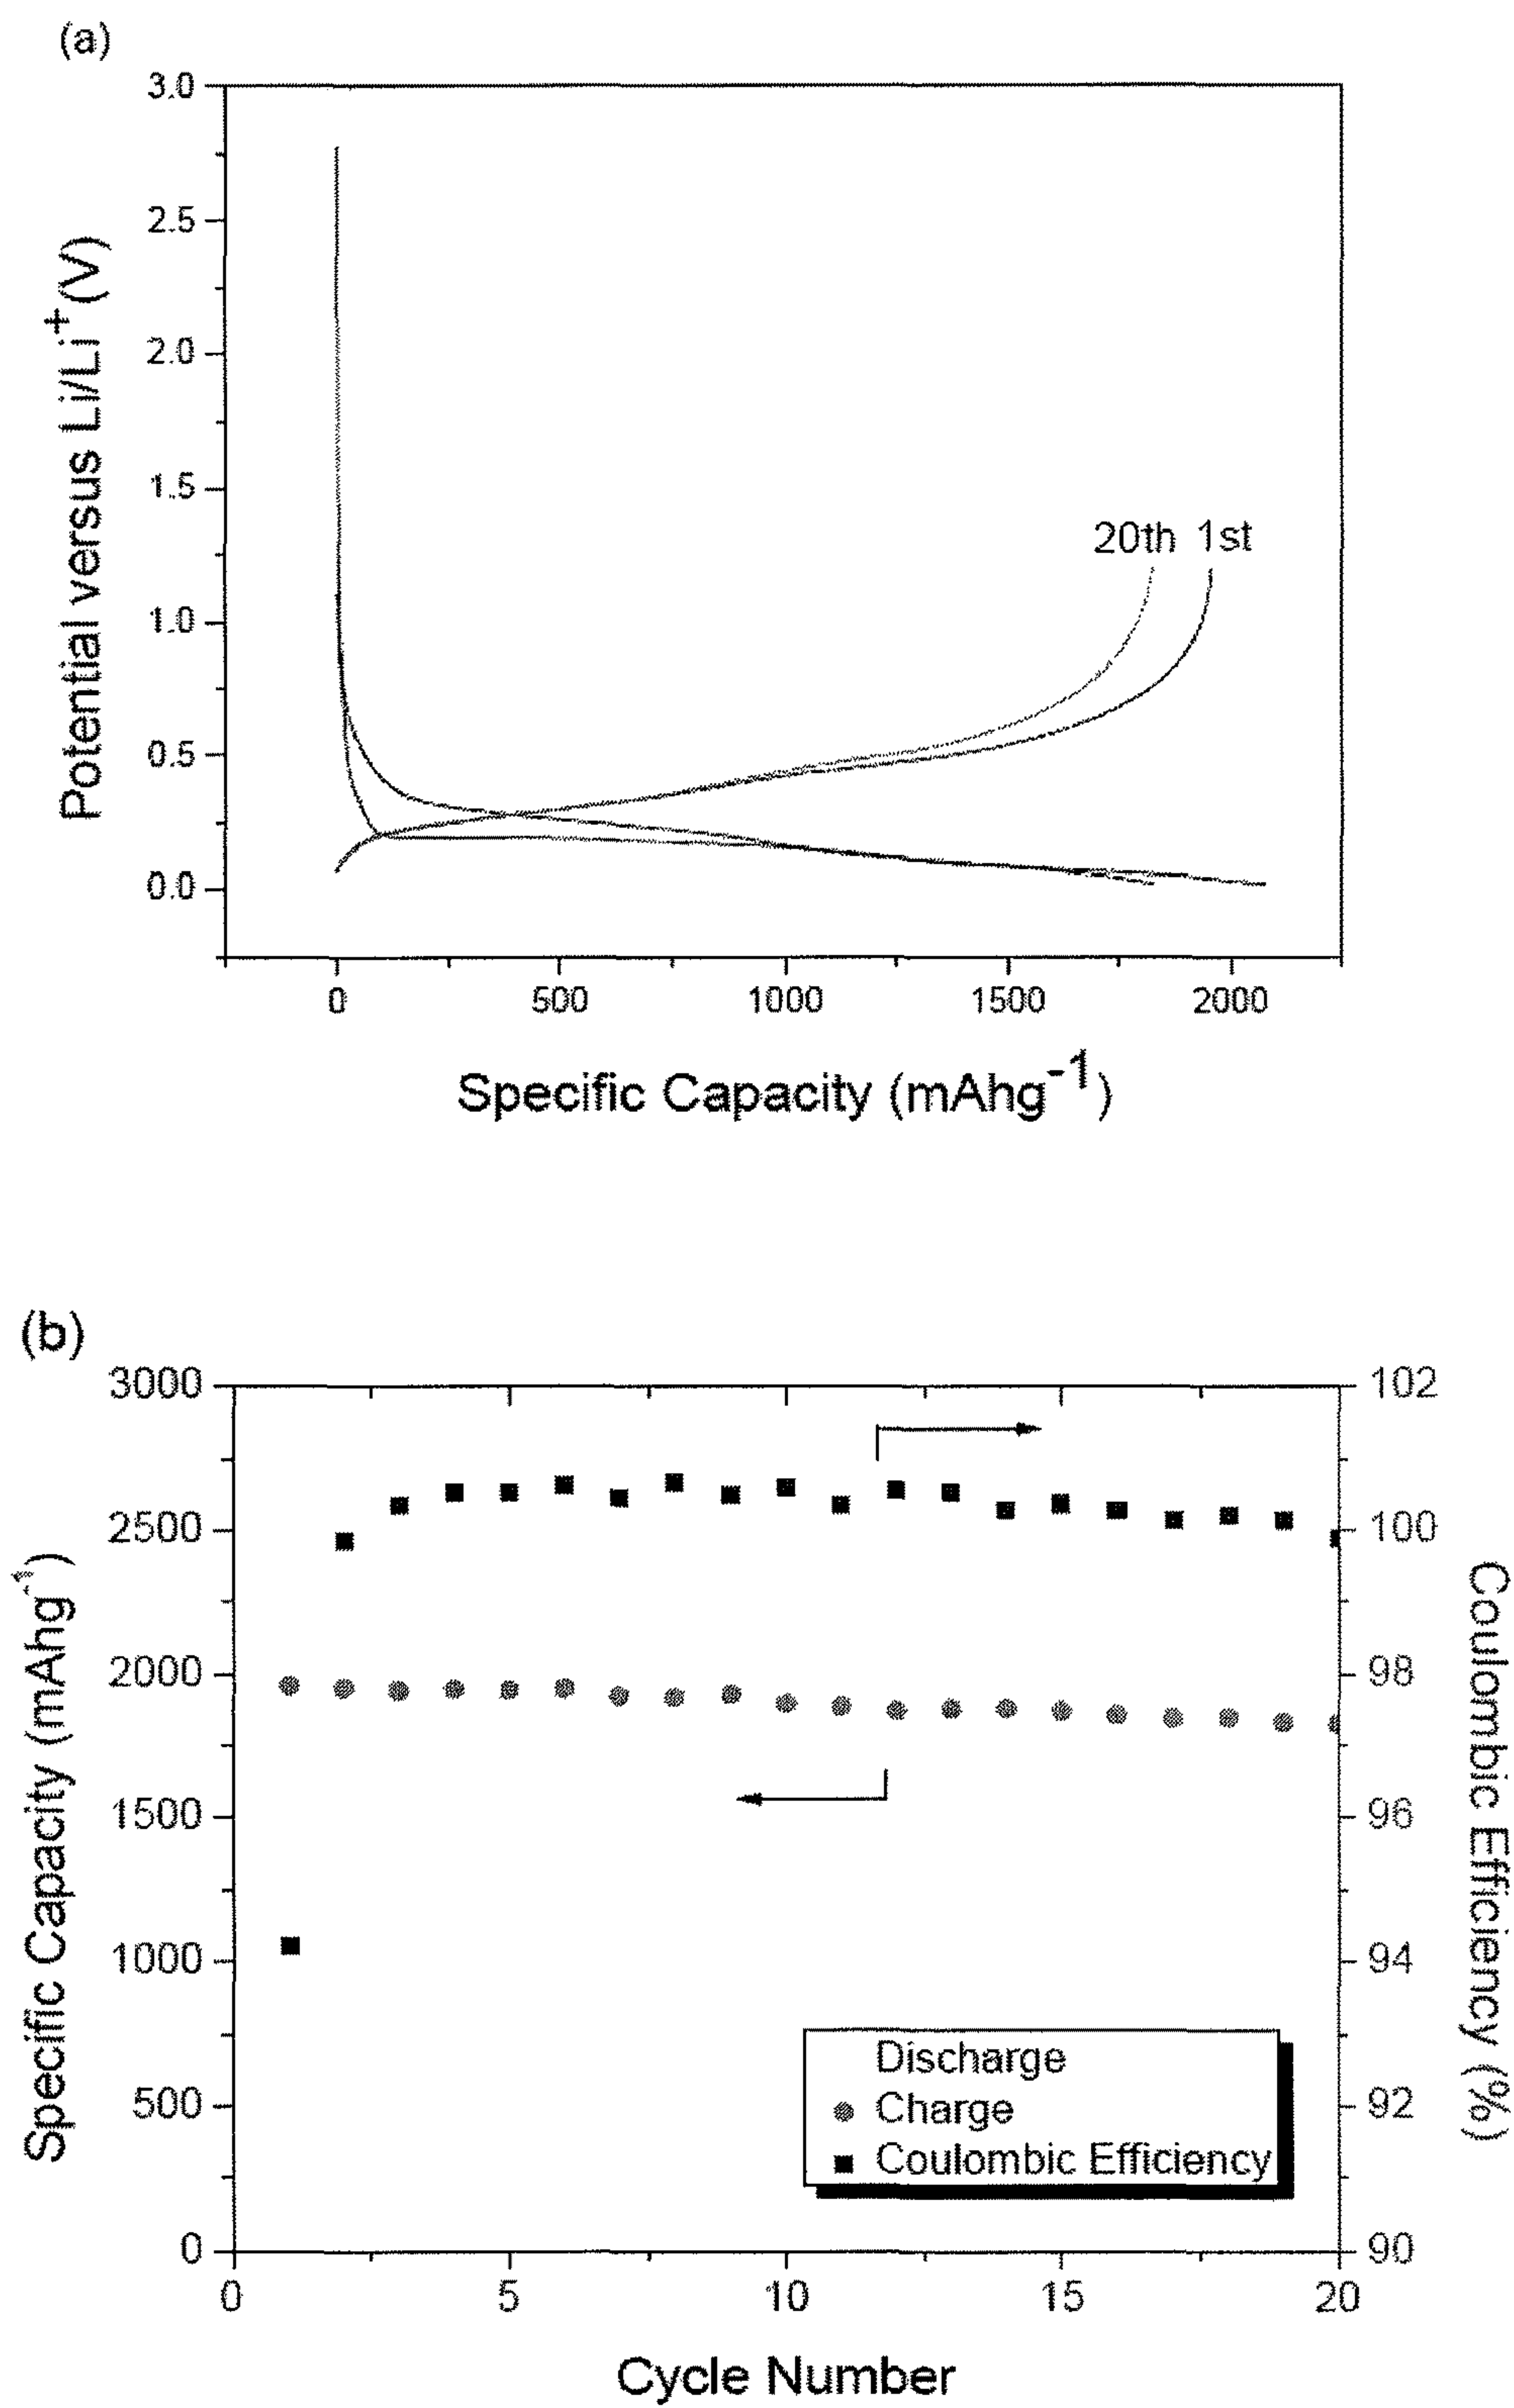 (a)
3.0
2.5
2.0
1.5
1.0
0.5
0.0
Potential versus Li/Li⁺(V)
20th 1st
0 500 1000 1500 2000
Specific Capacity (mAhg⁻¹)
(b)
3000
2500
2000
1500
1000
500
0
Specific Capacity (mAhg⁻¹)
102
100
98
96
94
92
90
Coulombic Efficiency (%)
Discharge
Charge
Coulombic Efficiency
0 5 10 15 20
Cycle Number